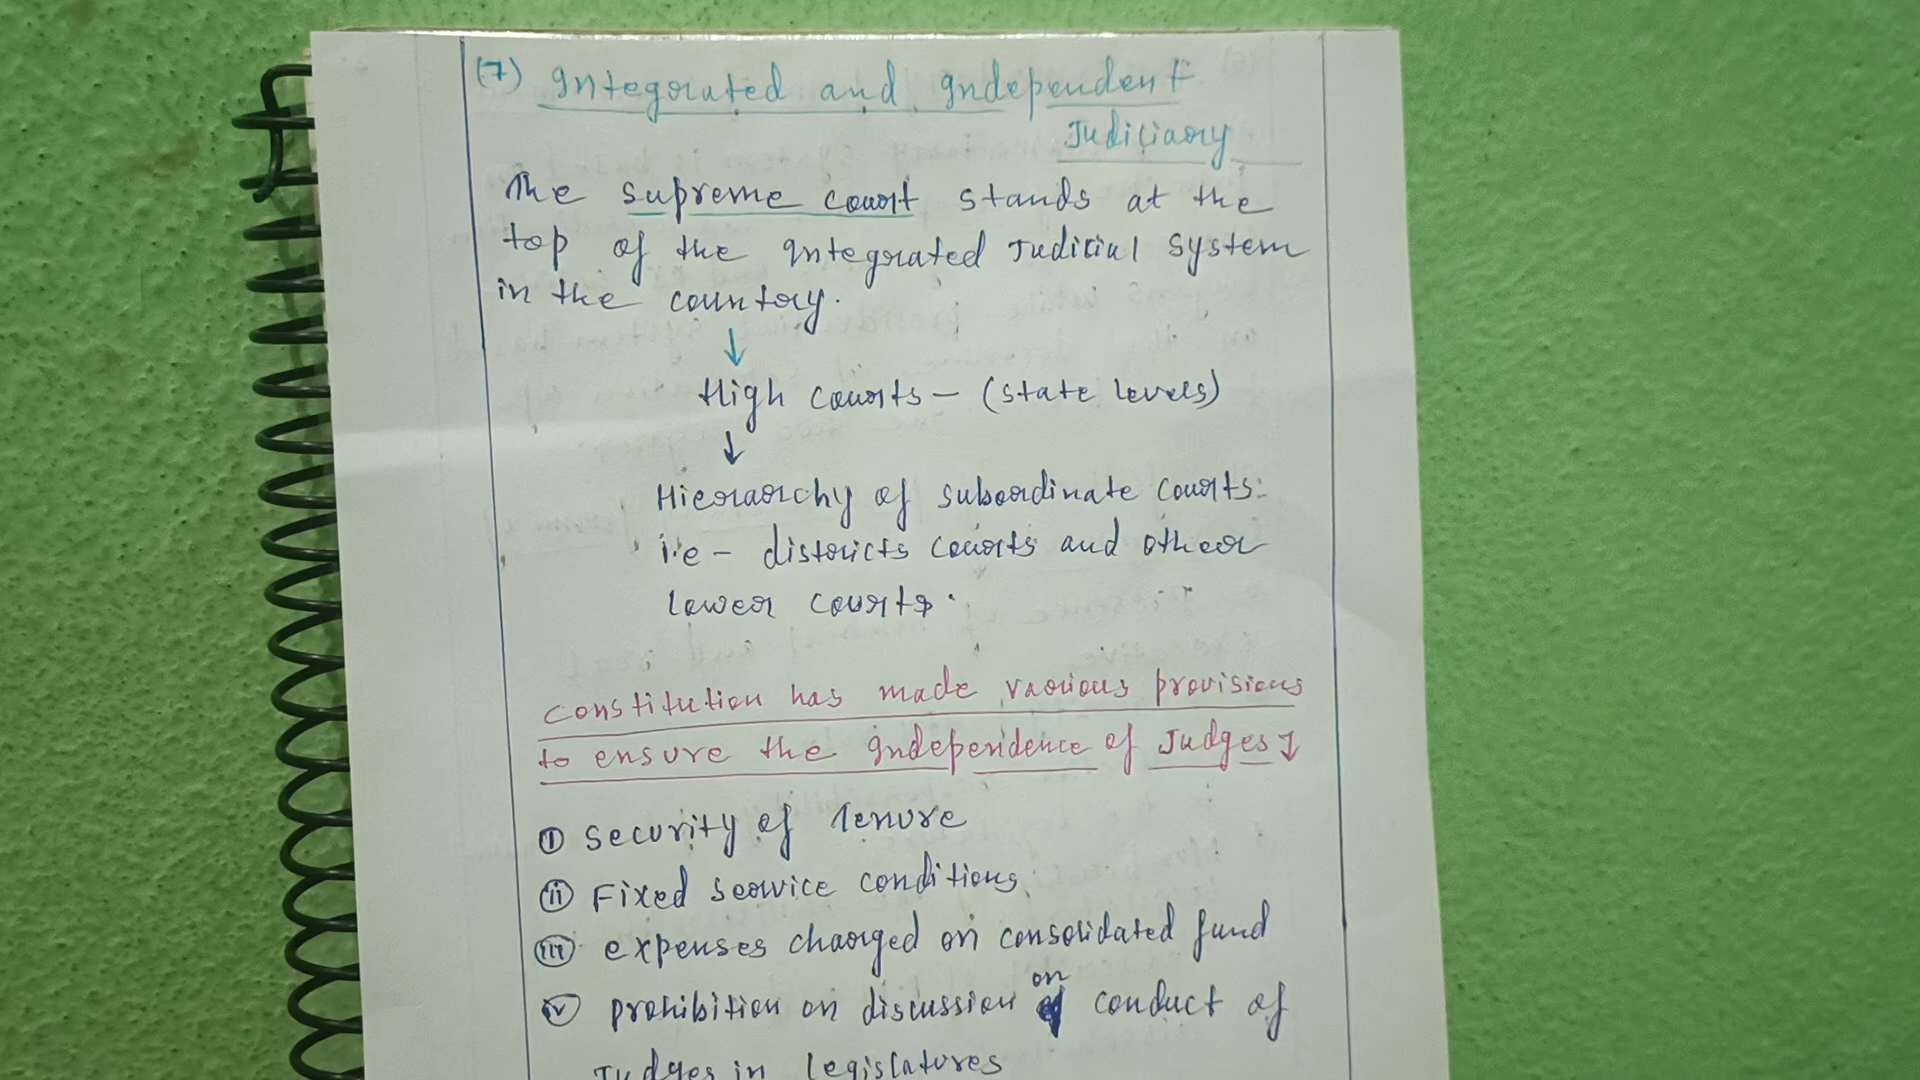 (7) Integrated and Independent
Judiciary
The supreme court stands at the
top of the integrated Judicial system
in the country.
↓
High courts - (state levels)
↓
Hierarchy of subordinate courts.
i.e - districts courts and other
lower courts.
constitution has made various provisions
to ensure the independence of Judges ↓
(i) security of Tenure
(ii) Fixed service conditions
(iii) expenses charged on consolidated fund
(iv) prohibition on discussion on conduct of
Judges in legislatures